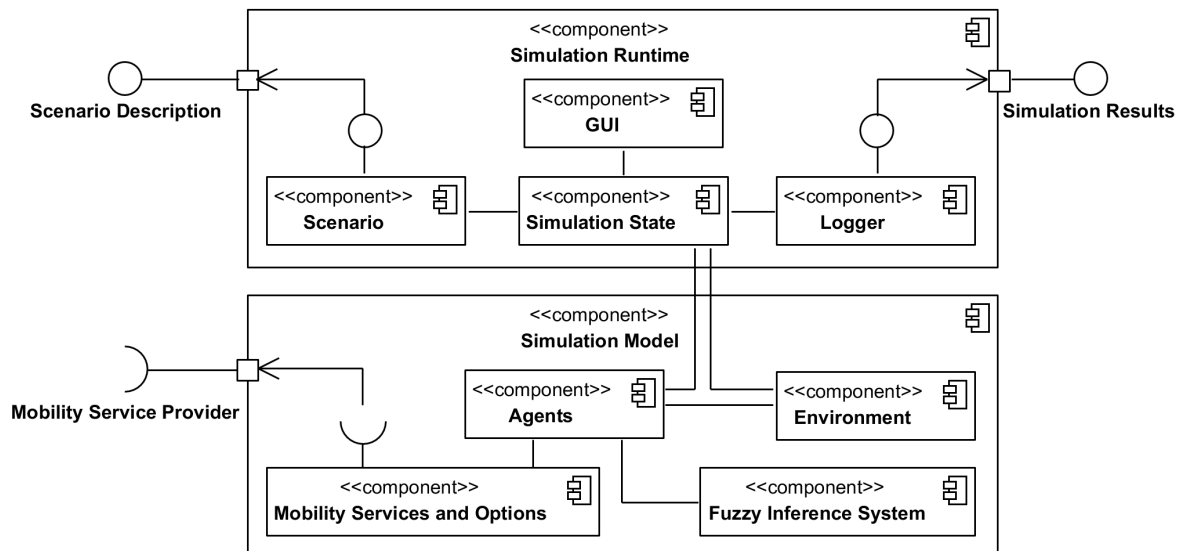 <<component>>
Simulation Runtime
Scenario Description
<<component>>
GUI
Simulation Results
<<component>>
Scenario
<<component>>
Simulation State
<<component>>
Logger
<<component>>
Simulation Model
Mobility Service Provider
<<component>>
Agents
<<component>>
Environment
<<component>>
Mobility Services and Options
<<component>>
Fuzzy Inference System